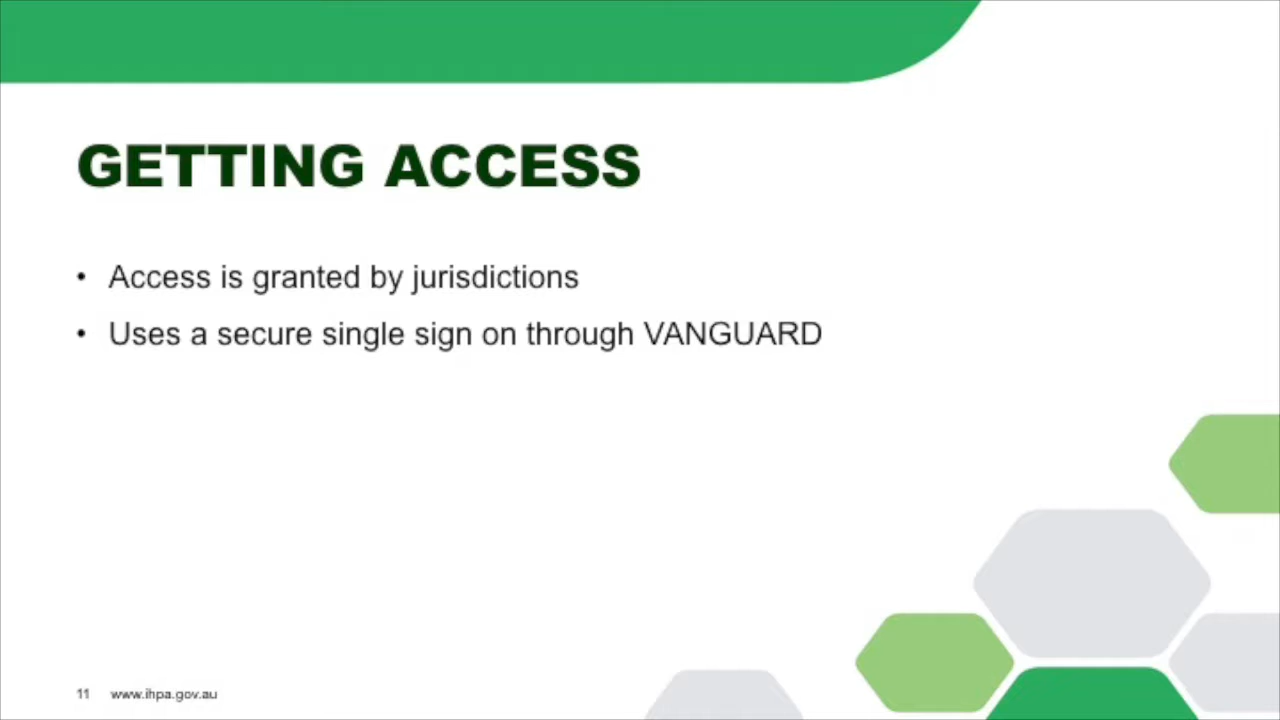 GETTING ACCESS
• Access is granted by jurisdictions
• Uses a secure single sign on through VANGUARD
11 www.ihpa.gov.au